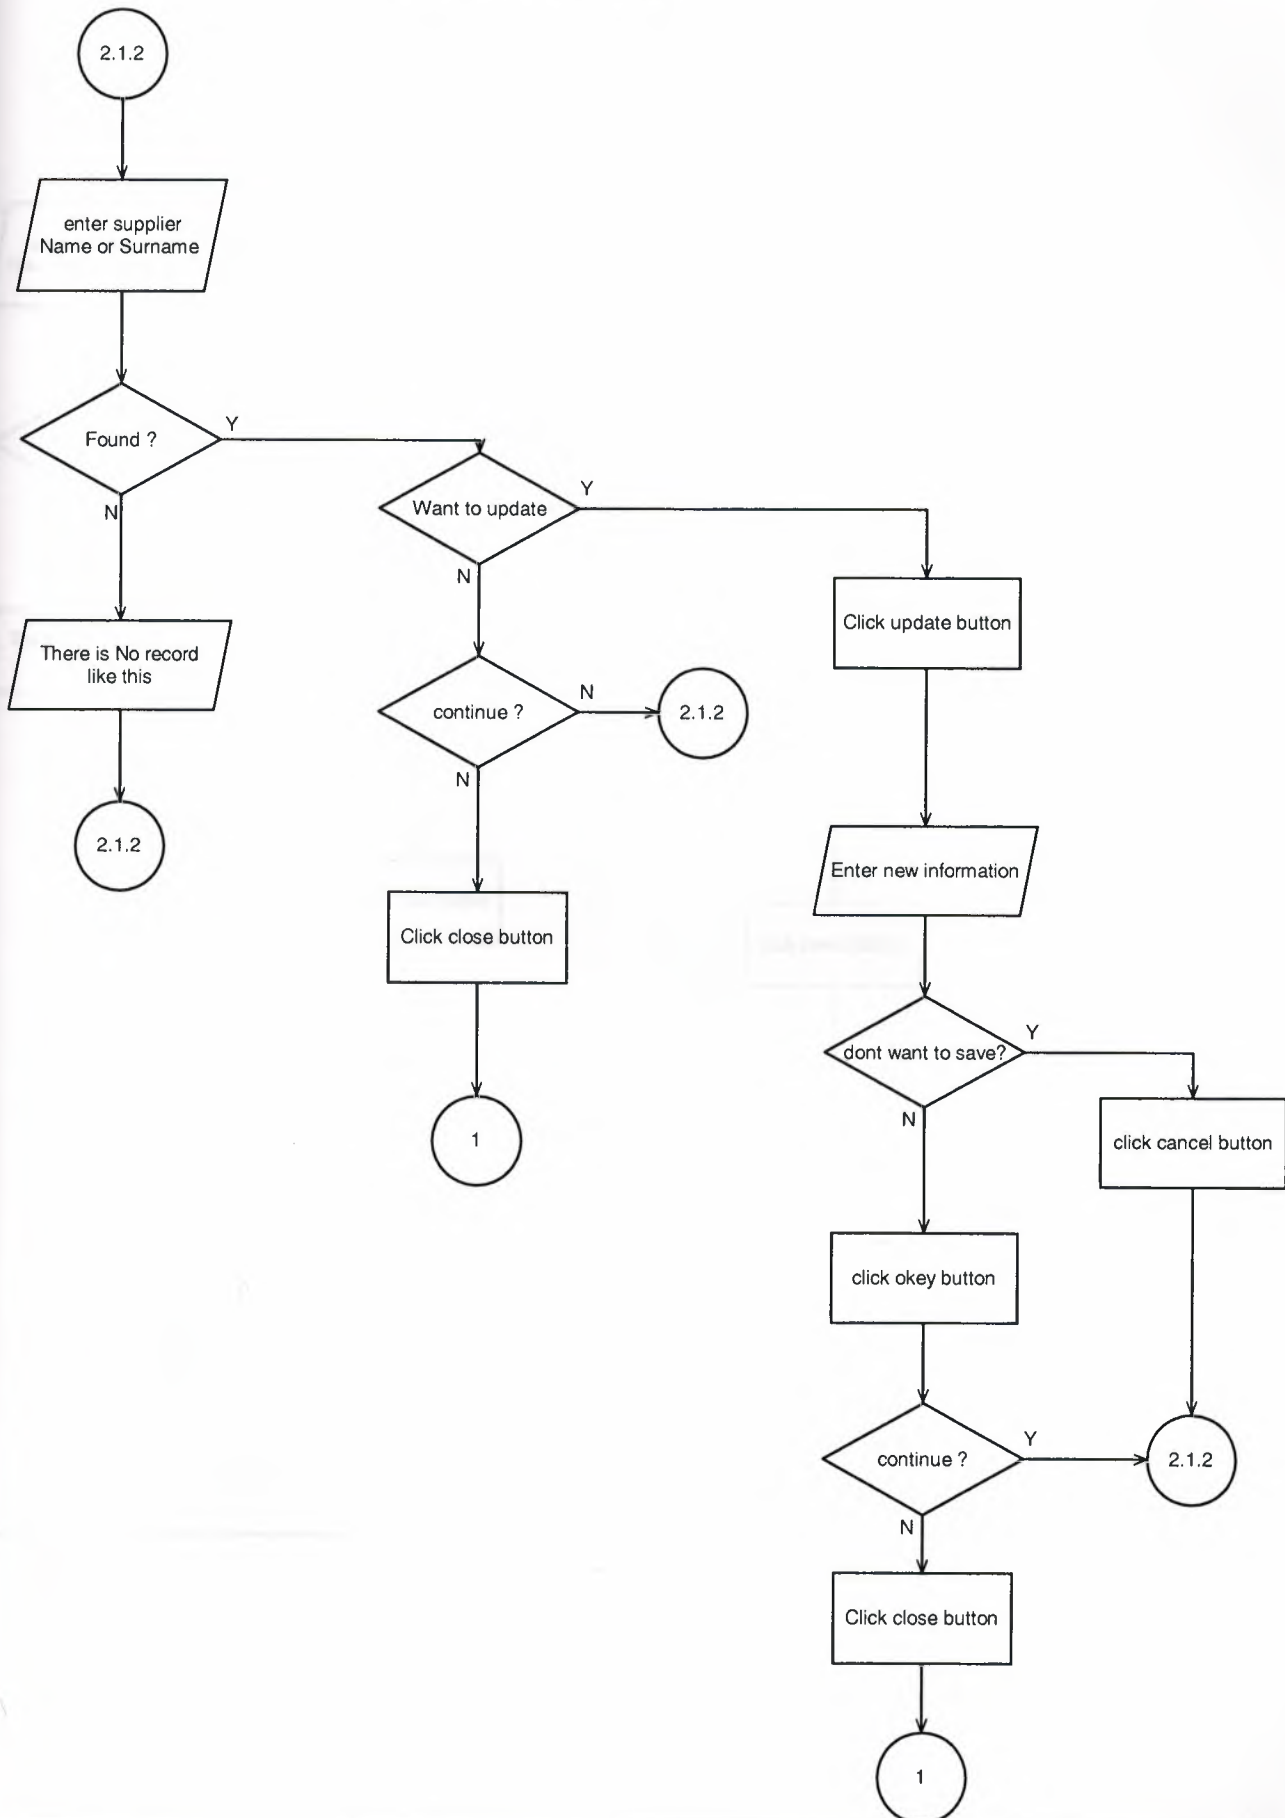 2.1.2
enter supplier
Name or Surname
Found ?
Y
N
There is No record
like this
2.1.2
Want to update
Y
N
continue ?
N
2.1.2
N
Click close button
1
Click update button
Enter new information
dont want to save?
Y
N
click cancel button
click okey button
continue ?
Y
2.1.2
N
Click close button
1